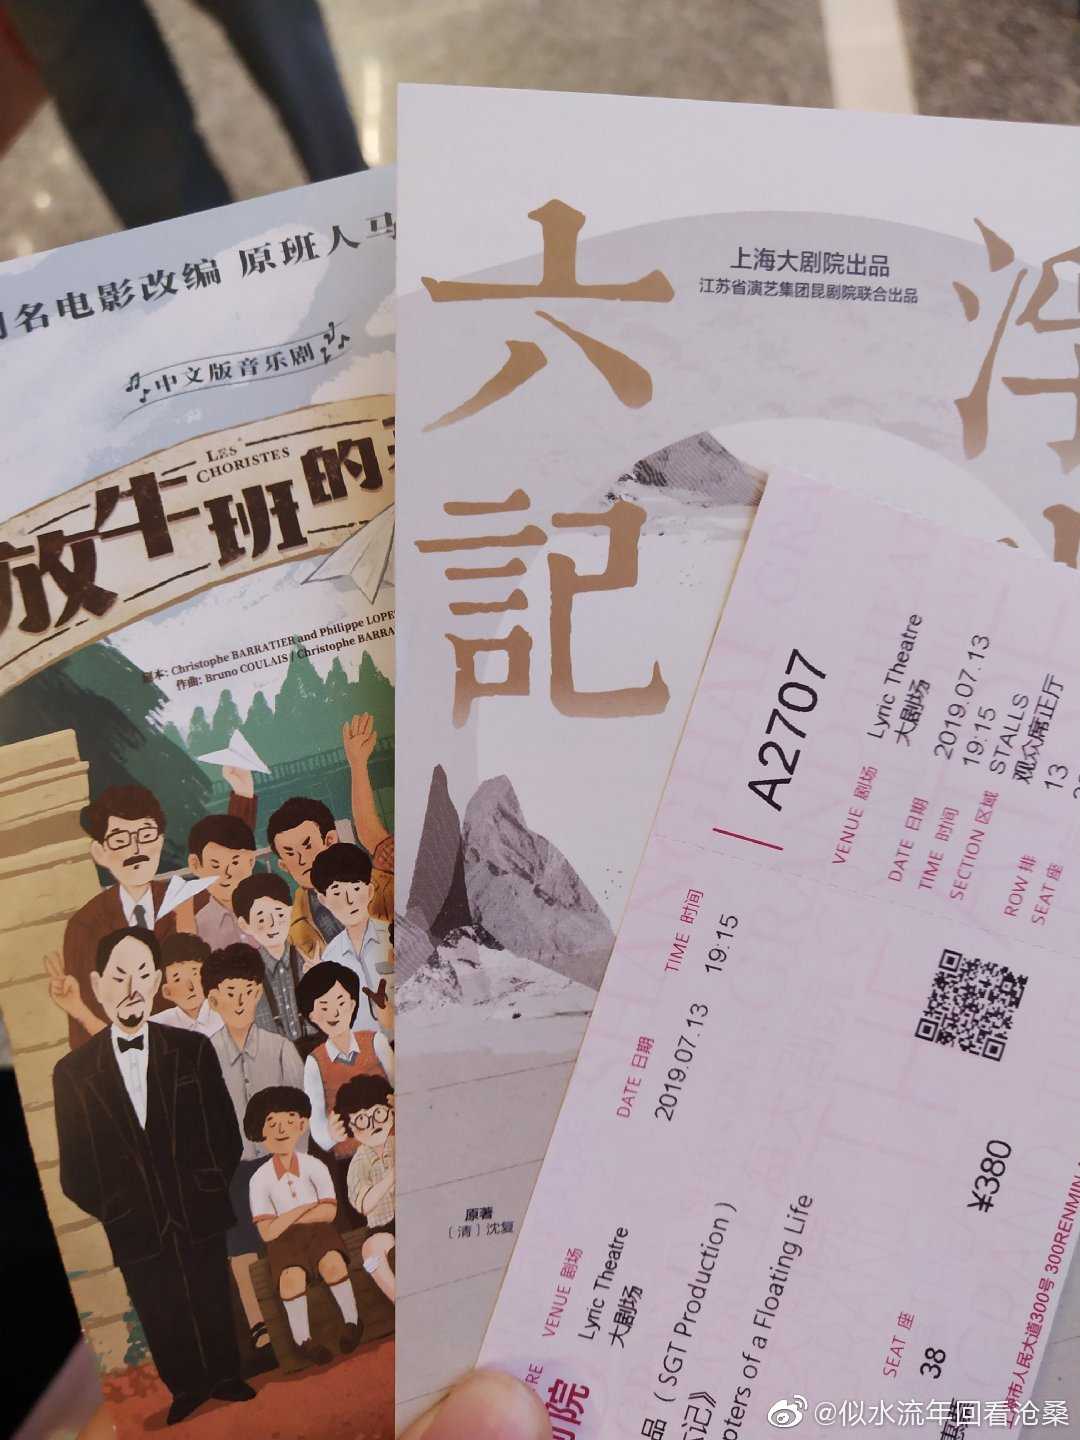 名电影改编 原班人马
中文版音乐剧
LES
CHORISTES
放牛班的
剧本: Christophe BARRATIER and Philippe LOPE
作曲: Bruno COULAIS / Christophe BARRA
上海大剧院出品
江苏省演艺集团昆剧院联合出品
浮
六
記
原著
〔清〕沈复
A2707
VENUE 剧场
Lyric Theatre
大剧场
DATE 日期
2019.07.13
TIME 时间
19:15
SECTION 区域
STALLS
观众席正厅
ROW 排
13
SEAT 座
DATE 日期
2019.07.13
TIME 时间
19:15
VENUE 剧场
Lyric Theatre
大剧场
RE
院
品（SGT Production）
记》
pters of a Floating Life
¥380
SEAT 座
38
惠
海市人民大道300号 300RENMIN
@似水流年回看沧桑